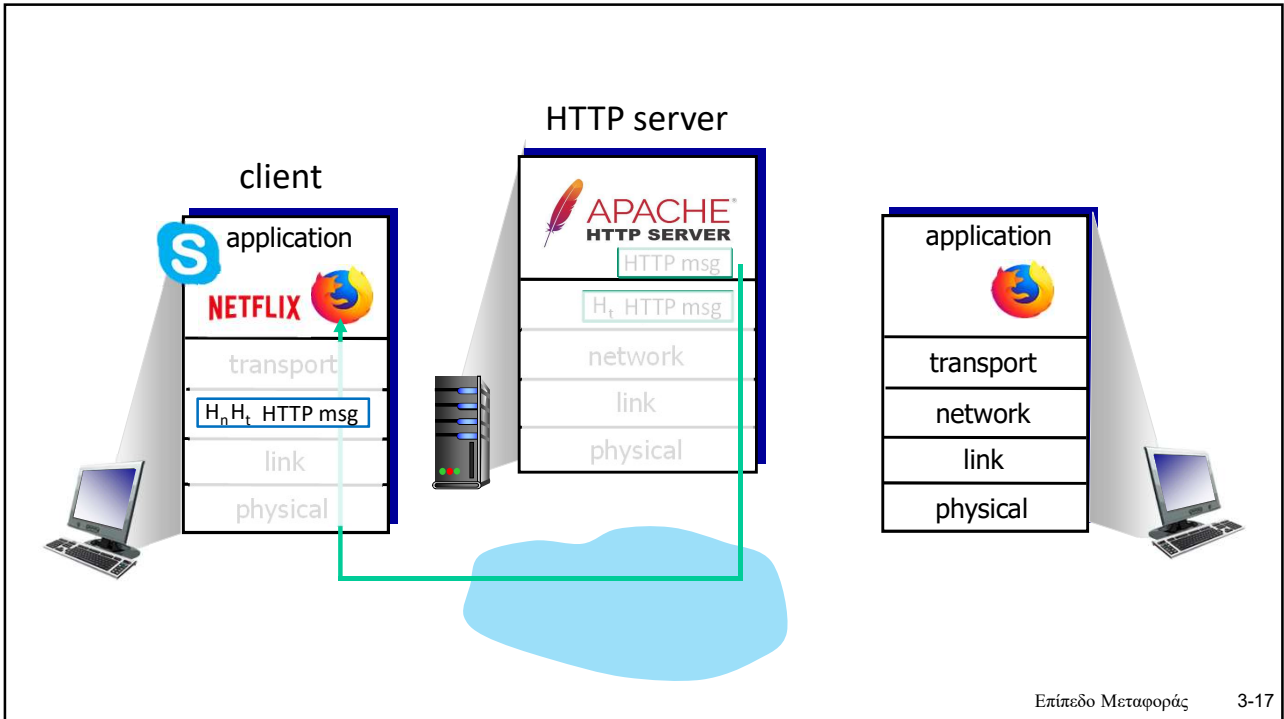 HTTP server
client
APACHE®
HTTP SERVER
HTTP msg
Hₜ HTTP msg
network
link
physical
S
application
NETFLIX
transport
HₙHₜ HTTP msg
link
physical
application
transport
network
link
physical
Επίπεδο Μεταφοράς 3-17